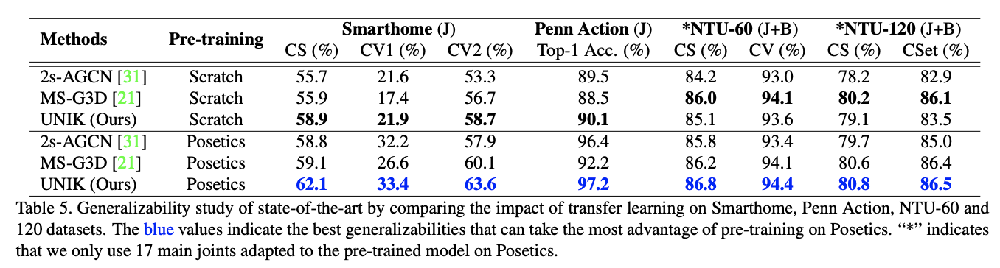 Methods Pre-training Smarthome (J) Penn Action (J) *NTU-60 (J+B) *NTU-120 (J+B)
CS (%) CV1 (%) CV2 (%) Top-1 Acc. (%) CS (%) CV (%) CS (%) CSet (%)
2s-AGCN [31] Scratch 55.7 21.6 53.3 89.5 84.2 93.0 78.2 82.9
MS-G3D [21] Scratch 55.9 17.4 56.7 88.5 86.0 94.1 80.2 86.1
UNIK (Ours) Scratch 58.9 21.9 58.7 90.1 85.1 93.6 79.1 83.5
2s-AGCN [31] Posetics 58.8 32.2 57.9 96.4 85.8 93.4 79.7 85.0
MS-G3D [21] Posetics 59.1 26.6 60.1 92.2 86.2 94.1 80.6 86.4
UNIK (Ours) Posetics 62.1 33.4 63.6 97.2 86.8 94.4 80.8 86.5
Table 5. Generalizability study of state-of-the-art by comparing the impact of transfer learning on Smarthome, Penn Action, NTU-60 and
120 datasets. The blue values indicate the best generalizabilities that can take the most advantage of pre-training on Posetics. “*” indicates
that we only use 17 main joints adapted to the pre-trained model on Posetics.